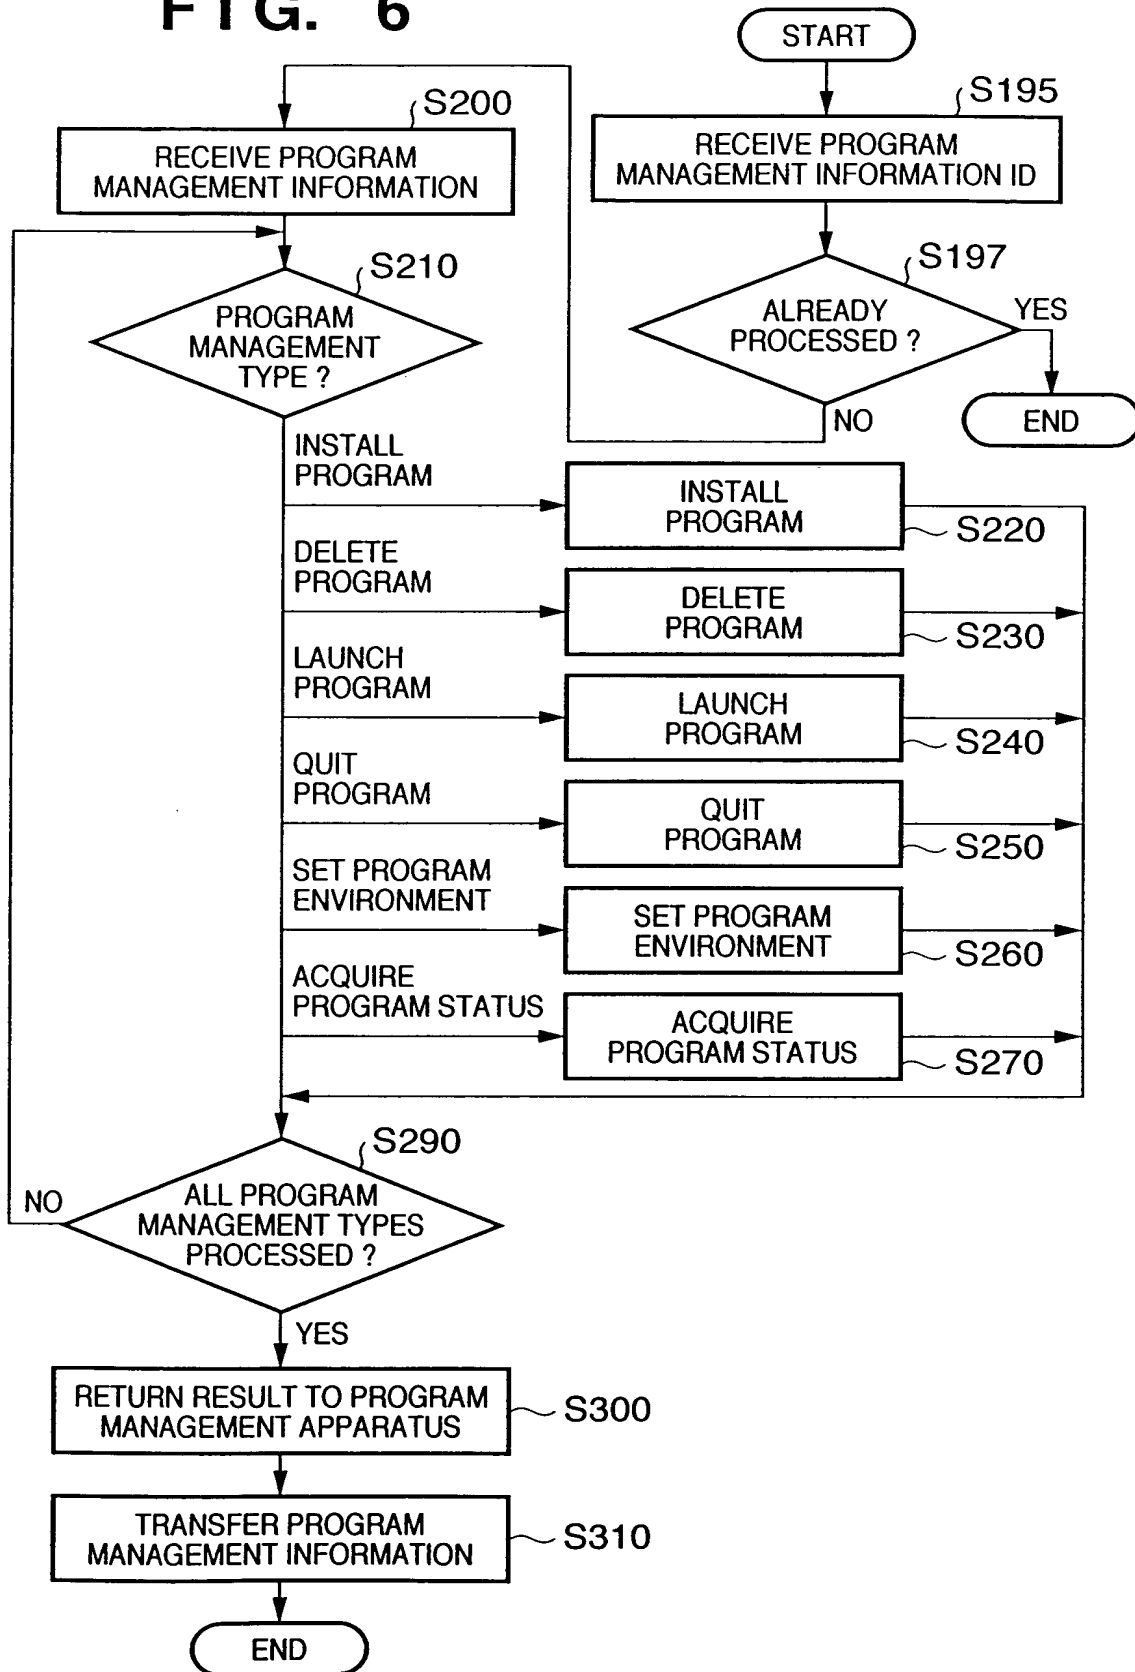 FIG. 6
START
S195
RECEIVE PROGRAM
MANAGEMENT INFORMATION ID
S197
ALREADY
PROCESSED ?
YES
END
NO
S200
RECEIVE PROGRAM
MANAGEMENT INFORMATION
S210
PROGRAM
MANAGEMENT
TYPE ?
INSTALL
PROGRAM
INSTALL
PROGRAM
S220
DELETE
PROGRAM
DELETE
PROGRAM
S230
LAUNCH
PROGRAM
LAUNCH
PROGRAM
S240
QUIT
PROGRAM
QUIT
PROGRAM
S250
SET PROGRAM
ENVIRONMENT
SET PROGRAM
ENVIRONMENT
S260
ACQUIRE
PROGRAM STATUS
ACQUIRE
PROGRAM STATUS
S270
S290
ALL PROGRAM
MANAGEMENT TYPES
PROCESSED ?
NO
YES
RETURN RESULT TO PROGRAM
MANAGEMENT APPARATUS
S300
TRANSFER PROGRAM
MANAGEMENT INFORMATION
S310
END